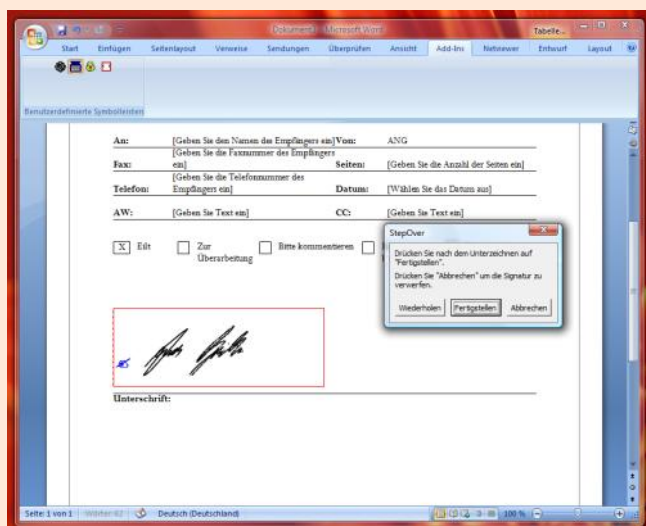 Dokument1 - Microsoft Word
Tabelle...
Start Einfügen Seitenlayout Verweise Sendungen Überprüfen Ansicht Add-Ins Netviewer Entwurf Layout
Benutzerdefinierte Symbolleisten
An: [Geben Sie den Namen des Empfängers ein] Von: ANG
Fax: [Geben Sie die Faxnummer des Empfängers ein] Seiten: [Geben Sie die Anzahl der Seiten ein]
Telefon: [Geben Sie die Telefonnummer des Empfängers ein] Datum: [Wählen Sie das Datum aus]
AW: [Geben Sie Text ein] CC: [Geben Sie Text ein]
X Eilt Zur Überarbeitung Bitte kommentieren
StepOver
Drücken Sie nach dem Unterzeichnen auf
"Fertigstellen".
Drücken Sie "Abbrechen" um die Signatur zu
verwerfen.
Wiederholen Fertigstellen Abbrechen
Unterschrift:
Seite: 1 von 1 Wörter: 62 Deutsch (Deutschland) 100 %